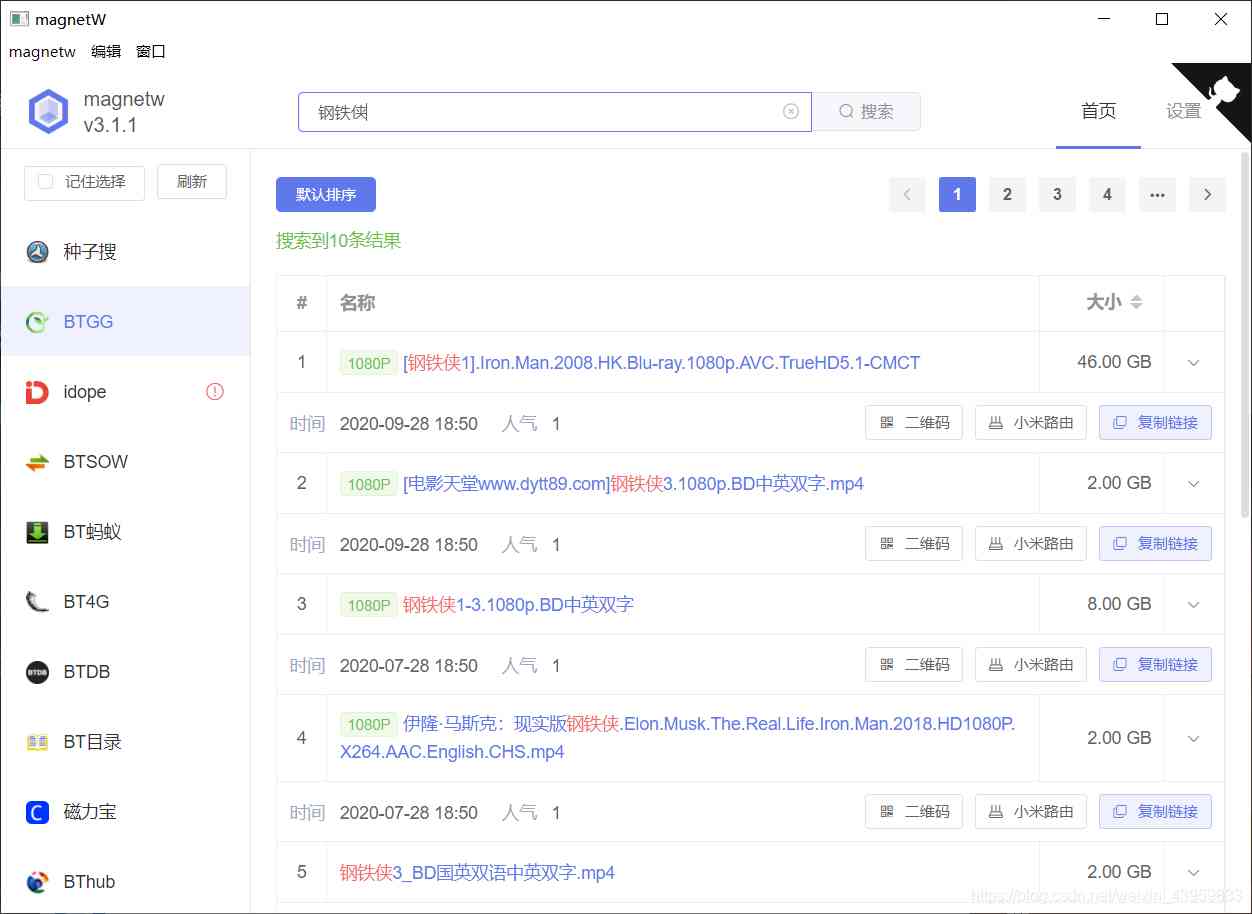 magnetW
magnetw 编辑 窗口
magnetw
v3.1.1
钢铁侠
搜索
首页
设置
记住选择
刷新
默认排序
1 2 3 4 ...
搜索到10条结果
种子搜
BTGG
idope
BTSOW
BT蚂蚁
BT4G
BTDB
BTDB
BT目录
磁力宝
BThub
# 名称 大小
1 1080P [钢铁侠1].Iron.Man.2008.HK.Blu-ray.1080p.AVC.TrueHD5.1-CMCT 46.00 GB
时间 2020-09-28 18:50 人气 1 二维码 小米路由 复制链接
2 1080P [电影天堂www.dytt89.com]钢铁侠3.1080p.BD中英双字.mp4 2.00 GB
时间 2020-09-28 18:50 人气 1 二维码 小米路由 复制链接
3 1080P 钢铁侠1-3.1080p.BD中英双字 8.00 GB
时间 2020-07-28 18:50 人气 1 二维码 小米路由 复制链接
4 1080P 伊隆·马斯克：现实版钢铁侠.Elon.Musk.The.Real.Life.Iron.Man.2018.HD1080P.
X264.AAC.English.CHS.mp4 2.00 GB
时间 2020-07-28 18:50 人气 1 二维码 小米路由 复制链接
5 钢铁侠3_BD国英双语中英双字.mp4 2.00 GB